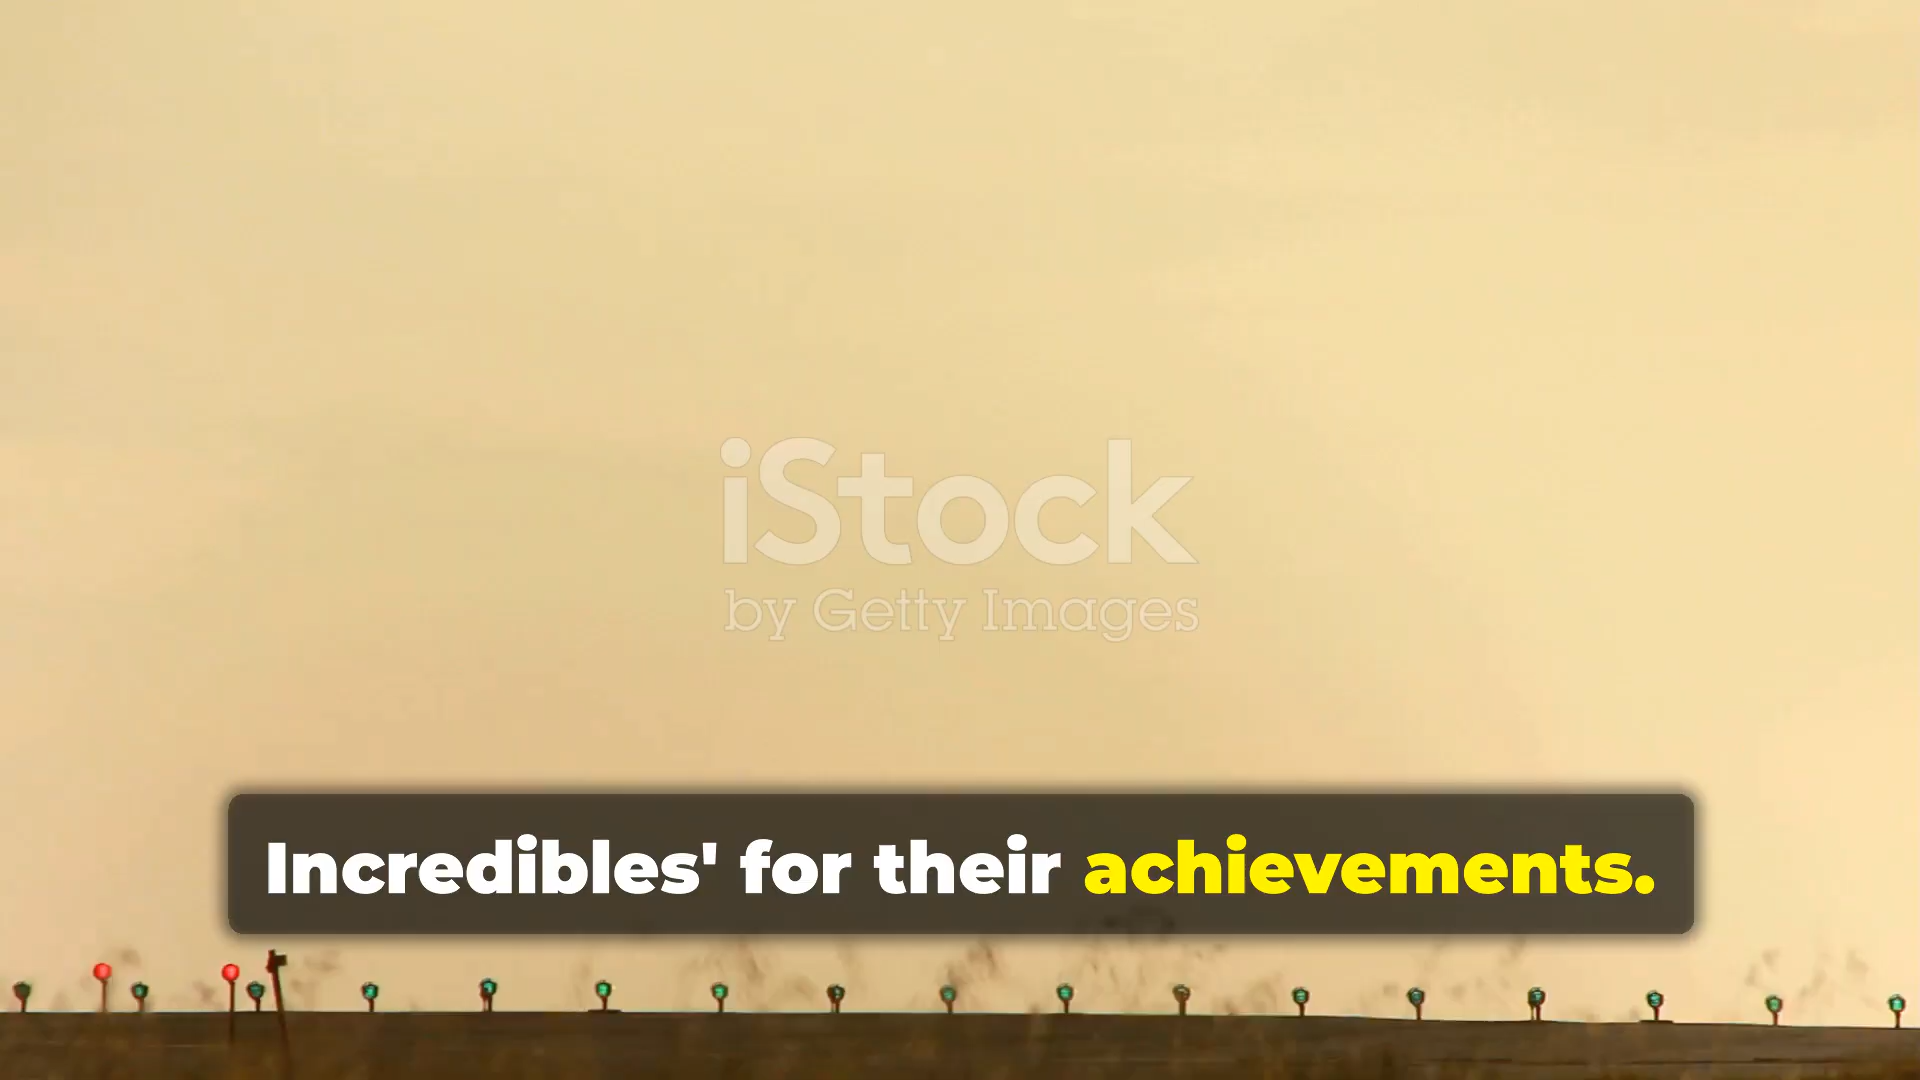 iStock
by Getty Images
Incredibles' for their achievements.